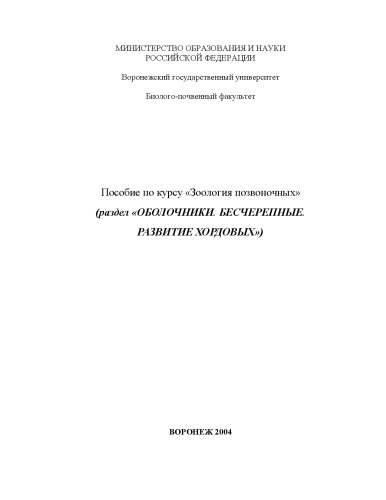 МИНИСТЕРСТВО ОБРАЗОВАНИЯ И НАУКИ
РОССИЙСКОЙ ФЕДЕРАЦИИ
Воронежский государственный университет
Биолого-почвенный факультет
Пособие по курсу «Зоология позвоночных»
(раздел «ОБОЛОЧНИКИ. БЕСЧЕРЕПНЫЕ.
РАЗВИТИЕ ХОРДОВЫХ»)
ВОРОНЕЖ 2004